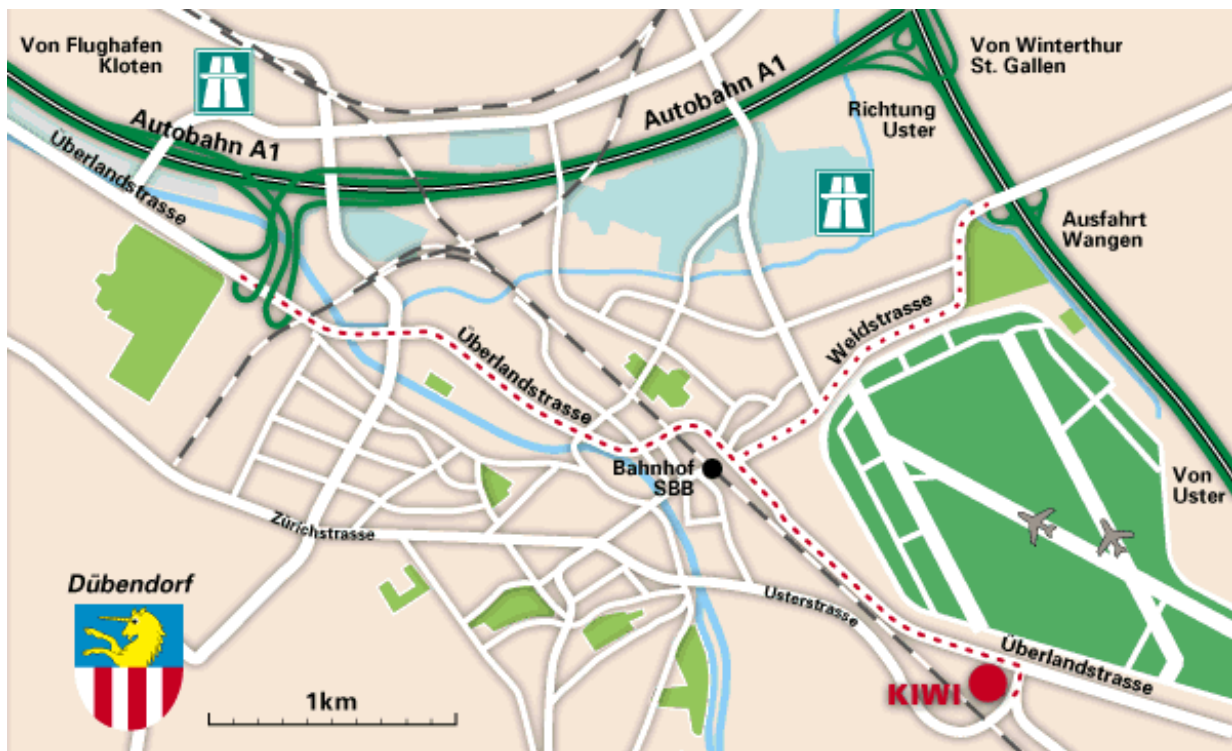 Von Flughafen
Kloten
Autobahn A1
Autobahn A1
Von Winterthur
St. Gallen
Richtung
Uster
Überlandstrasse
Ausfahrt
Wangen
Weidstrasse
Überlandstrasse
Bahnhof
SBB
Von
Uster
Zürichstrasse
Dübendorf
Usterstrasse
Überlandstrasse
KIWI
1km